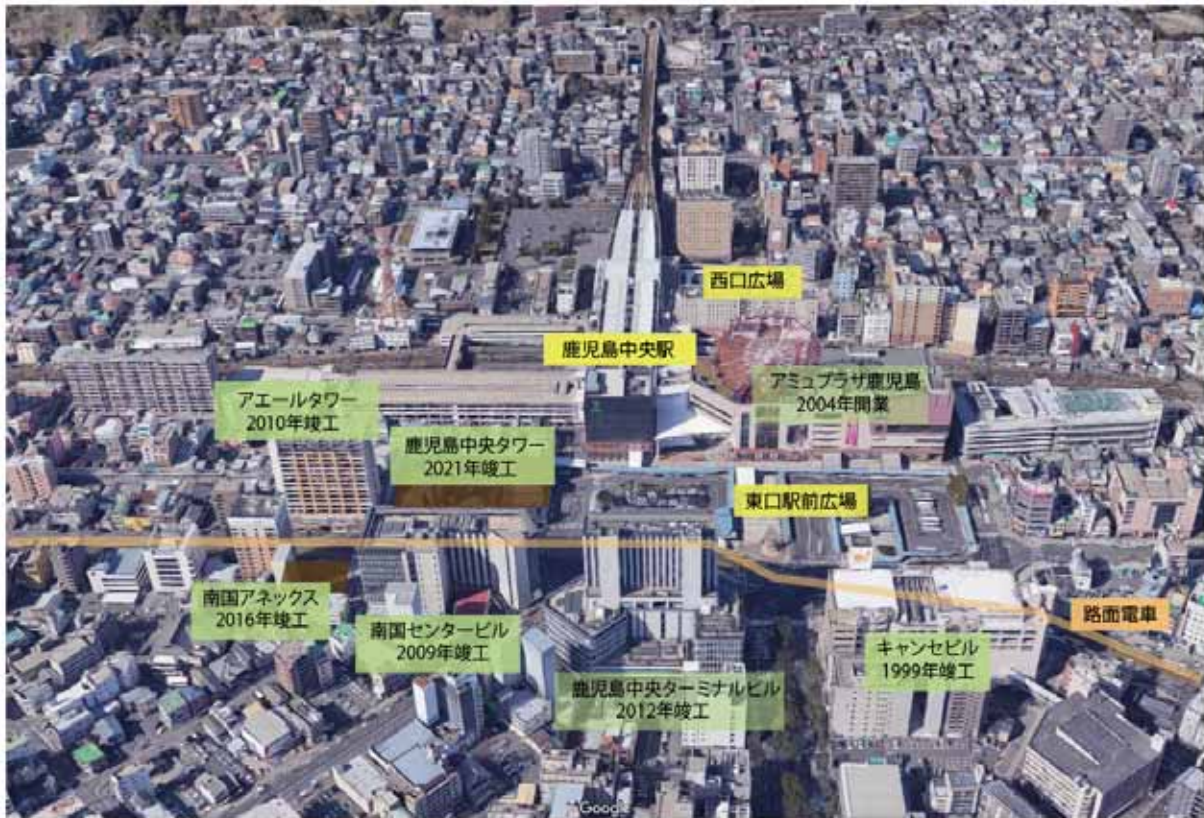 西口広場
鹿児島中央駅
アミュプラザ鹿児島
2004年開業
アエールタワー
2010年竣工
鹿児島中央タワー
2021年竣工
東口駅前広場
南国アネックス
2016年竣工
南国センタービル
2009年竣工
路面電車
キャンセビル
1999年竣工
鹿児島中央ターミナルビル
2012年竣工
Google